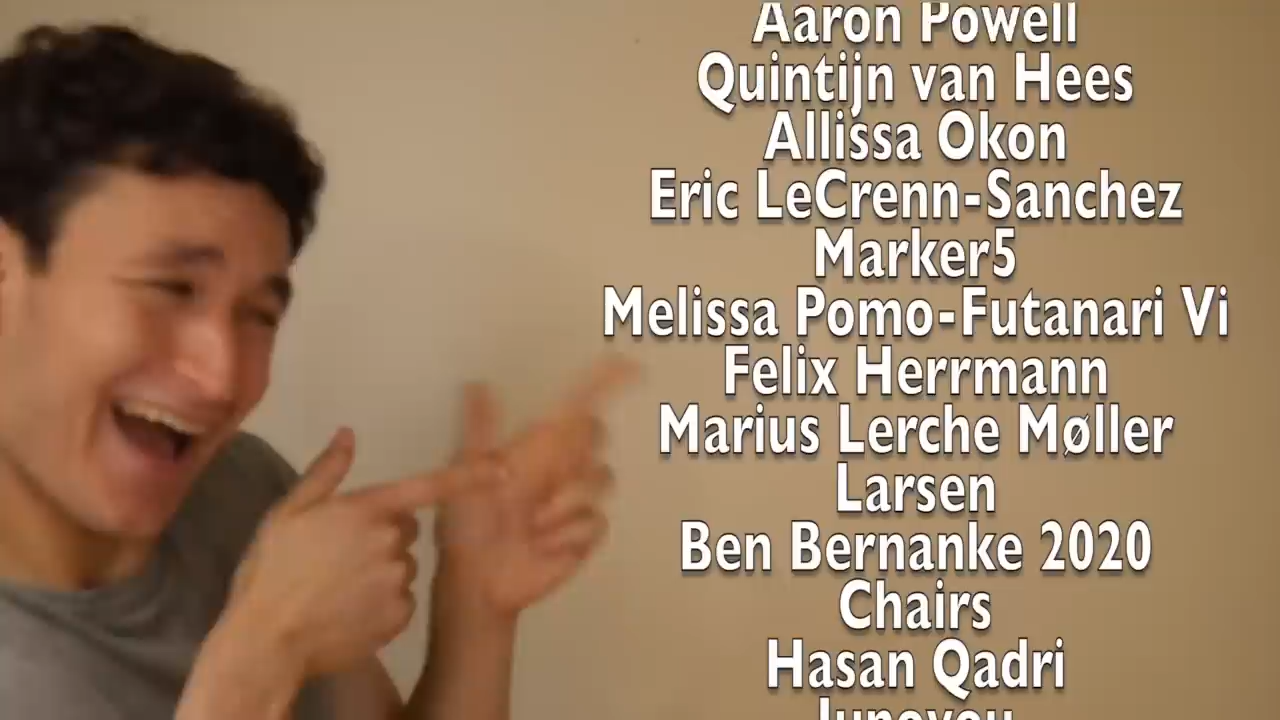 Aaron Powell
Quintijn van Hees
Allissa Okon
Eric LeCrenn-Sanchez
Marker5
Melissa Pomo-Futanari Vi
Felix Herrmann
Marius Lerche Møller
Larsen
Ben Bernanke 2020
Chairs
Hasan Qadri